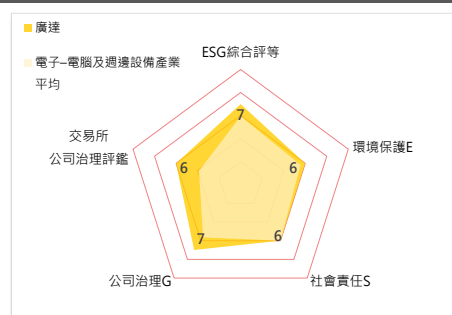 廣達
電子–電腦及週邊設備產業
平均
ESG綜合評等
7
環境保護E
6
社會責任S
6
公司治理G
7
交易所
公司治理評鑑
6